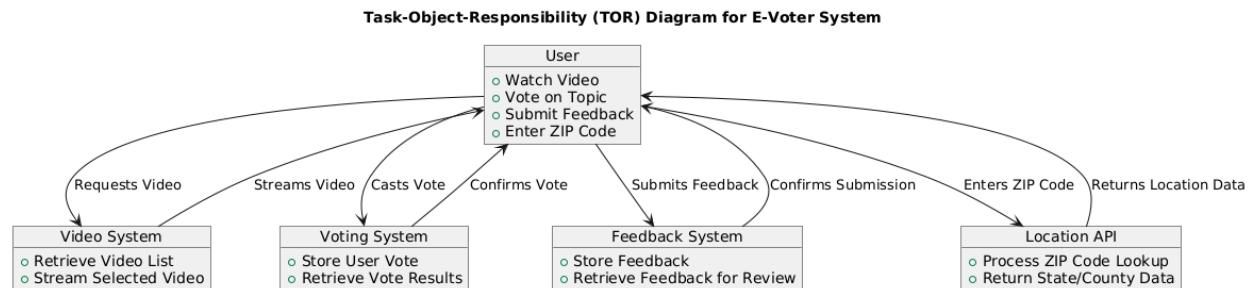 Task-Object-Responsibility (TOR) Diagram for E-Voter System
User
Watch Video
Vote on Topic
Submit Feedback
Enter ZIP Code
Requests Video
Streams Video
Casts Vote
Confirms Vote
Submits Feedback
Confirms Submission
Enters ZIP Code
Returns Location Data
Video System
Retrieve Video List
Stream Selected Video
Voting System
Store User Vote
Retrieve Vote Results
Feedback System
Store Feedback
Retrieve Feedback for Review
Location API
Process ZIP Code Lookup
Return State/County Data